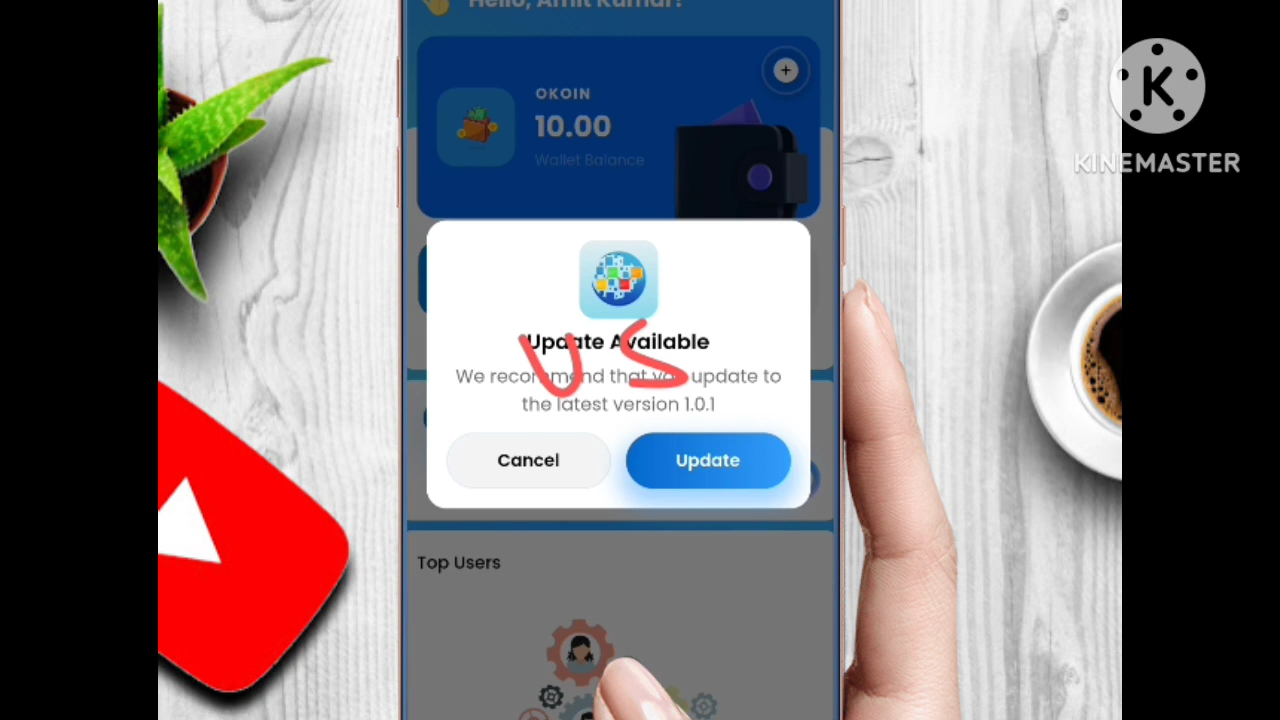 Hello, Amit Kumar!
OKOIN
10.00
Wallet Balance
Update Available
We recommend that you update to
the latest version 1.0.1
Cancel
Update
Top Users
US
K
KINEMASTER